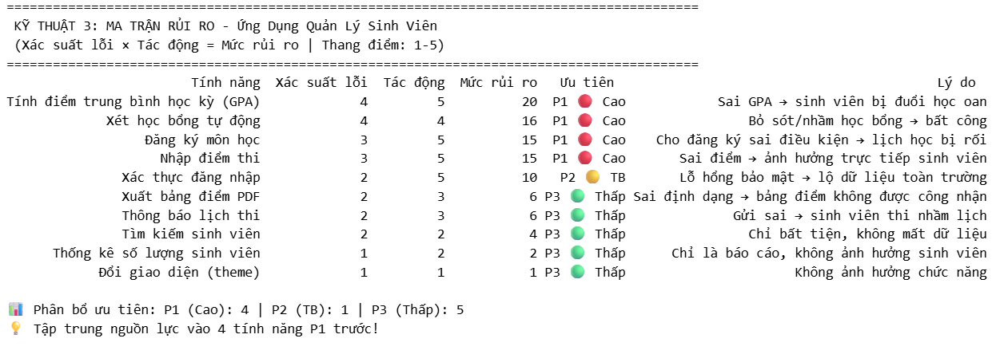 ==========================================================================================
KỸ THUẬT 3: MA TRẬN RỦI RO - Ứng Dụng Quản Lý Sinh Viên
(Xác suất lỗi × Tác động = Mức rủi ro | Thang điểm: 1-5)
==========================================================================================
Tính năng Xác suất lỗi Tác động Mức rủi ro Ưu tiên Lý do
Tính điểm trung bình học kỳ (GPA) 4 5 20 P1 🔴 Cao Sai GPA → sinh viên bị đuổi học oan
Xét học bổng tự động 4 4 16 P1 🔴 Cao Bỏ sót/nhầm học bổng → bất công
Đăng ký môn học 3 5 15 P1 🔴 Cao Cho đăng ký sai điều kiện → lịch học bị rối
Nhập điểm thi 3 5 15 P1 🔴 Cao Sai điểm → ảnh hưởng trực tiếp sinh viên
Xác thực đăng nhập 2 5 10 P2 🟡 TB Lỗ hổng bảo mật → lộ dữ liệu toàn trường
Xuất bảng điểm PDF 2 3 6 P3 🟢 Thấp Sai định dạng → bảng điểm không được công nhận
Thông báo lịch thi 2 3 6 P3 🟢 Thấp Gửi sai → sinh viên thi nhầm lịch
Tìm kiếm sinh viên 2 2 4 P3 🟢 Thấp Chỉ bất tiện, không mất dữ liệu
Thống kê số lượng sinh viên 1 2 2 P3 🟢 Thấp Chỉ là báo cáo, không ảnh hưởng sinh viên
Đổi giao diện (theme) 1 1 1 P3 🟢 Thấp Không ảnh hưởng chức năng
📊 Phân bổ ưu tiên: P1 (Cao): 4 | P2 (TB): 1 | P3 (Thấp): 5
💡 Tập trung nguồn lực vào 4 tính năng P1 trước!